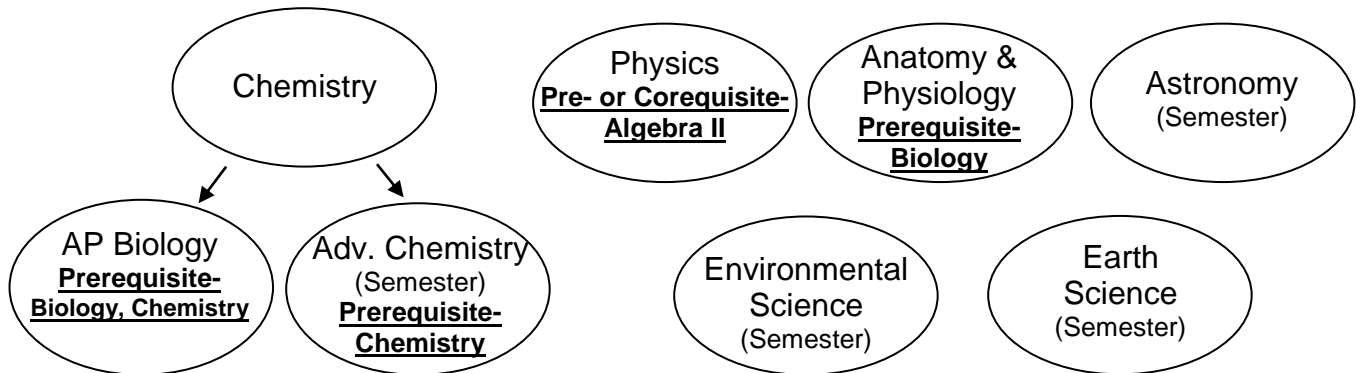 Chemistry
Physics
Pre- or Corequisite-
Algebra II
Anatomy &
Physiology
Prerequisite-
Biology
Astronomy
(Semester)
AP Biology
Prerequisite-
Biology, Chemistry
Adv. Chemistry
(Semester)
Prerequisite-
Chemistry
Environmental
Science
(Semester)
Earth
Science
(Semester)